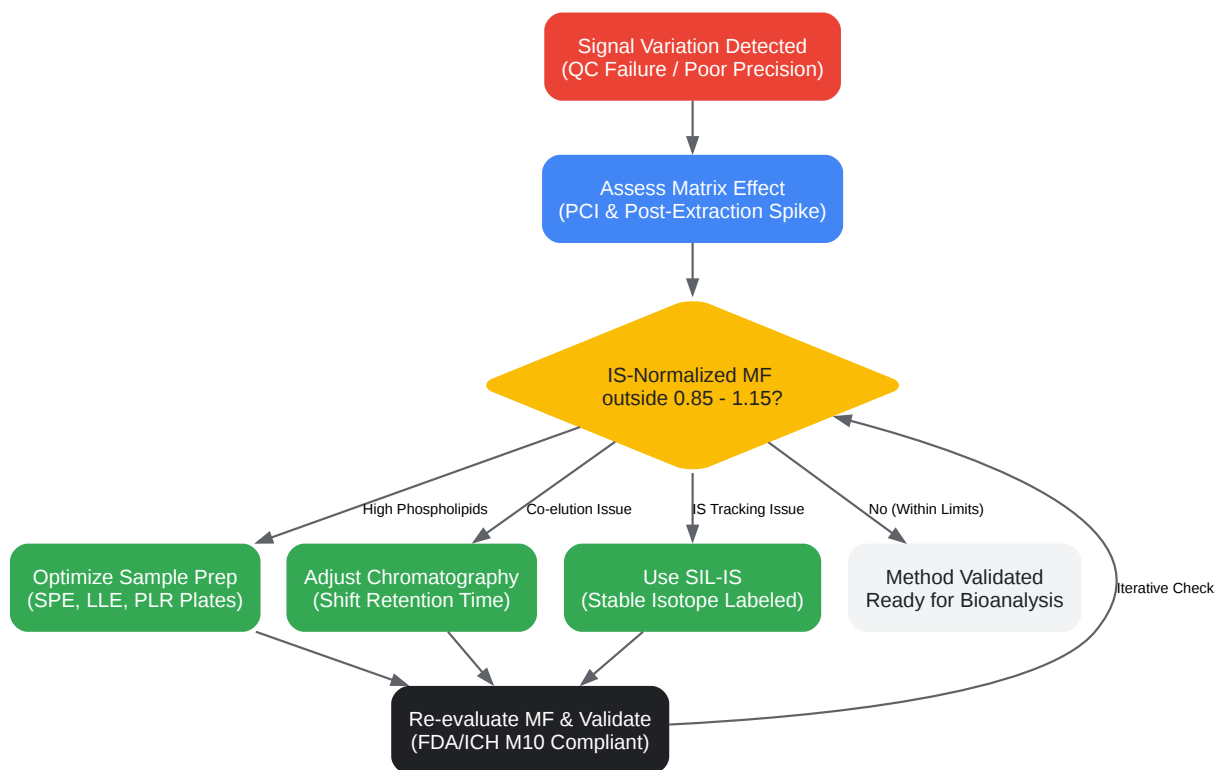 Signal Variation Detected
(QC Failure / Poor Precision)
Assess Matrix Effect
(PCI & Post-Extraction Spike)
IS-Normalized MF
outside 0.85 - 1.15?
High Phospholipids
Co-elution Issue
IS Tracking Issue
No (Within Limits)
Optimize Sample Prep
(SPE, LLE, PLR Plates)
Adjust Chromatography
(Shift Retention Time)
Use SIL-IS
(Stable Isotope Labeled)
Method Validated
Ready for Bioanalysis
Iterative Check
Re-evaluate MF & Validate
(FDA/ICH M10 Compliant)